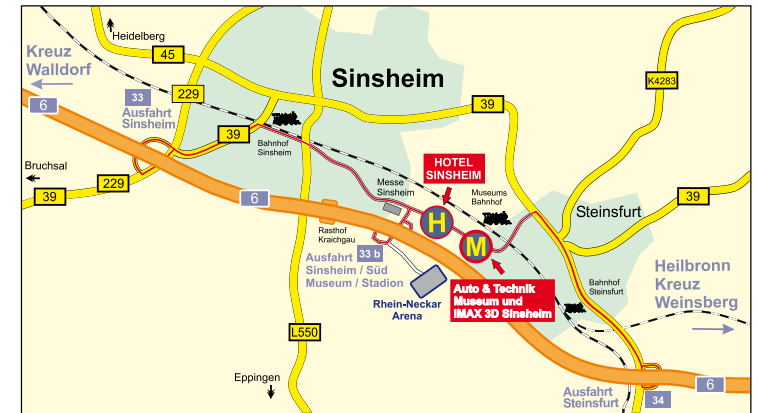 Heidelberg
Kreuz
Walldorf
6
45
229
33
Ausfahrt
Sinsheim
Sinsheim
K4283
39
39
Bahnhof
Sinsheim
Bruchsal
39
229
6
HOTEL
SINSHEIM
Messe
Sinsheim
Museums
Bahnhof
39
Steinsfurt
H
M
Rasthof
Kraichgau
Ausfahrt
33 b
Sinsheim / Süd
Museum / Stadion
Rhein-Neckar
Arena
Auto & Technik
Museum und
IMAX 3D Sinsheim
Bahnhof
Steinsfurt
Heilbronn
Kreuz
Weinsberg
L550
Eppingen
6
Ausfahrt
Steinsfurt
34